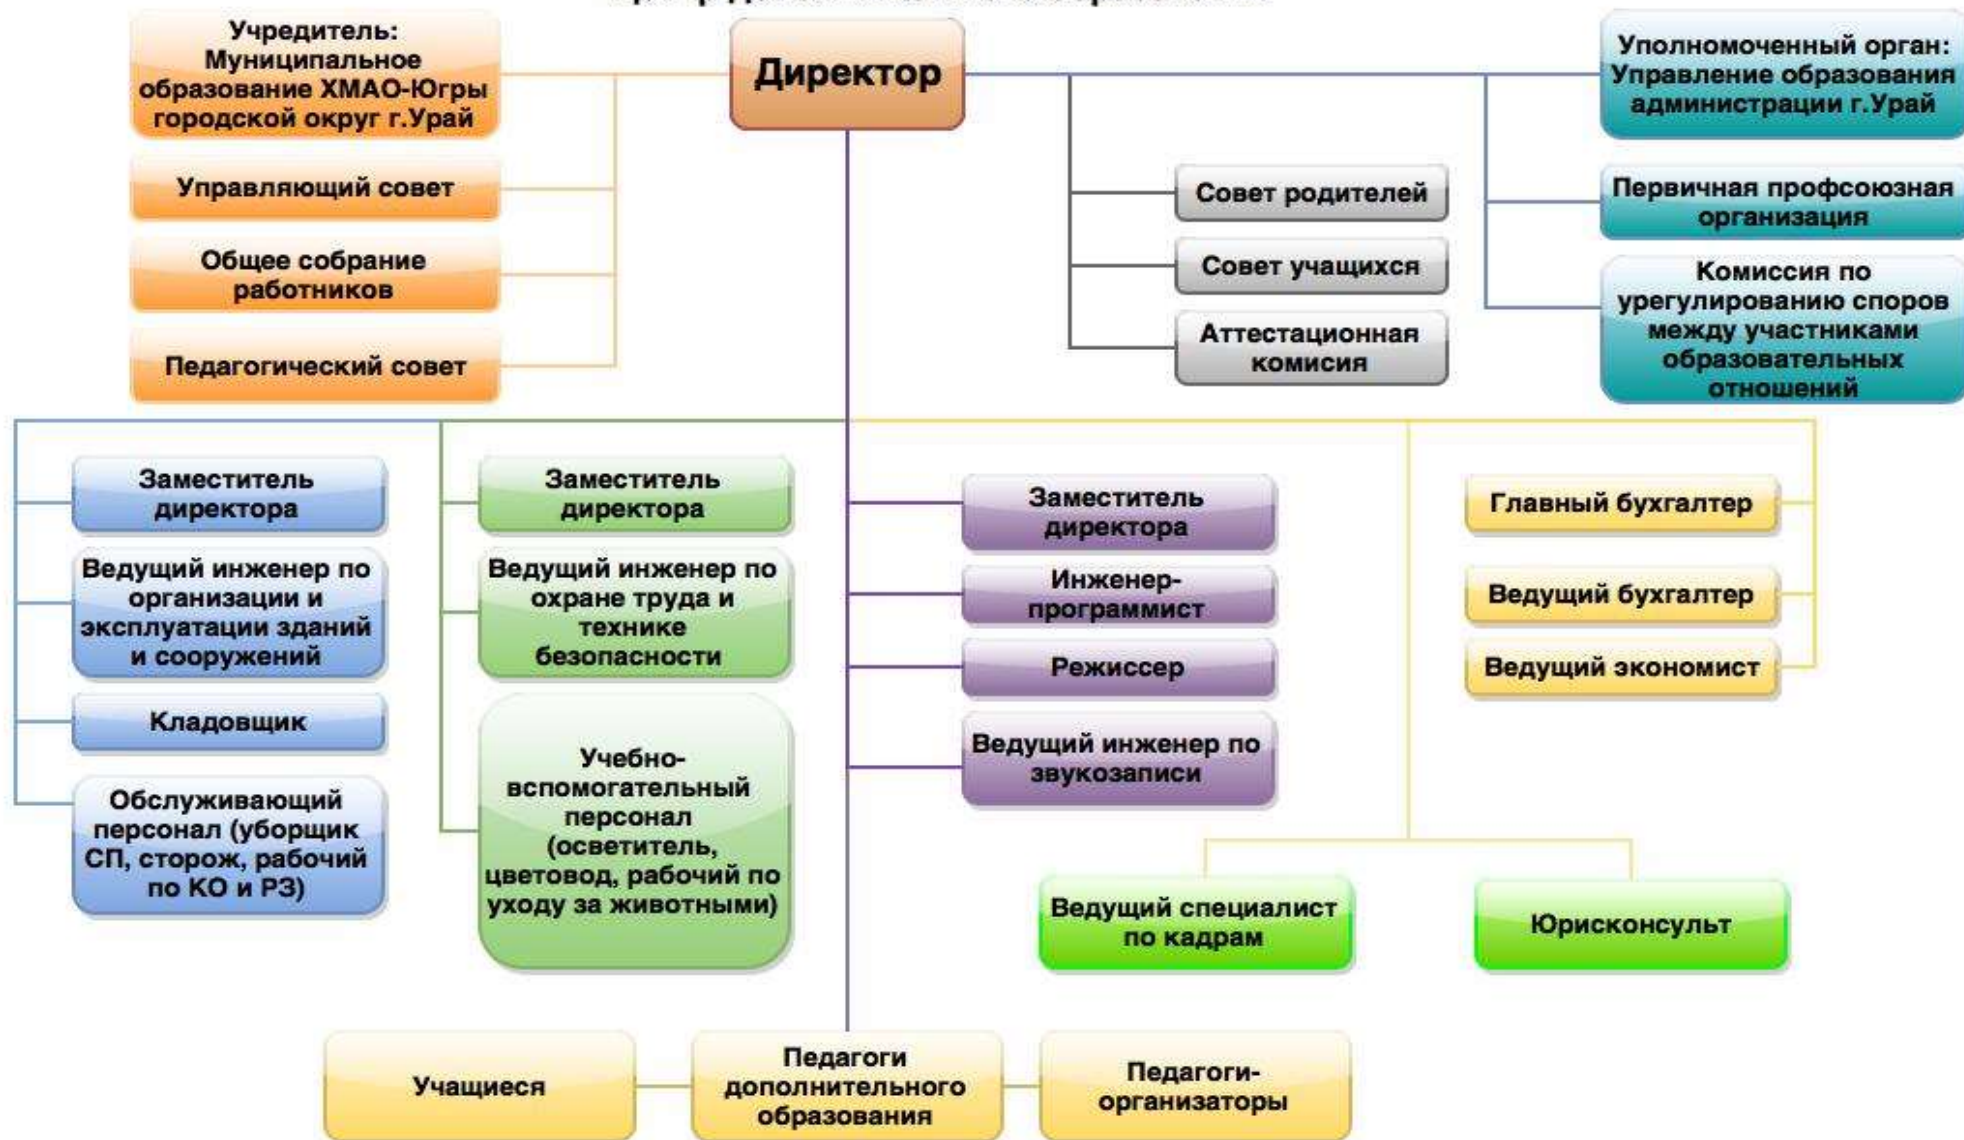 Учредитель:
Муниципальное
образование ХМАО-Югры
городской округ г.Урай
Управляющий совет
Общее собрание
работников
Педагогический совет
Директор
Совет родителей
Совет учащихся
Аттестационная
комисия
Уполномоченный орган:
Управление образования
администрации г.Урай
Первичная профсоюзная
организация
Комиссия по
урегулированию споров
между участниками
образовательных
отношений
Заместитель
директора
Ведущий инженер по
организации и
эксплуатации зданий
и сооружений
Кладовщик
Обслуживающий
персонал (уборщик
СП, сторож, рабочий
по КО и РЗ)
Заместитель
директора
Ведущий инженер по
охране труда и
технике
безопасности
Учебно-
вспомогательный
персонал
(осветитель,
цветовод, рабочий по
уходу за животными)
Заместитель
директора
Инженер-
программист
Режиссер
Ведущий инженер по
звукозаписи
Главный бухгалтер
Ведущий бухгалтер
Ведущий экономист
Ведущий специалист
по кадрам
Юрисконсульт
Учащиеся
Педагоги
дополнительного
образования
Педагоги-
организаторы